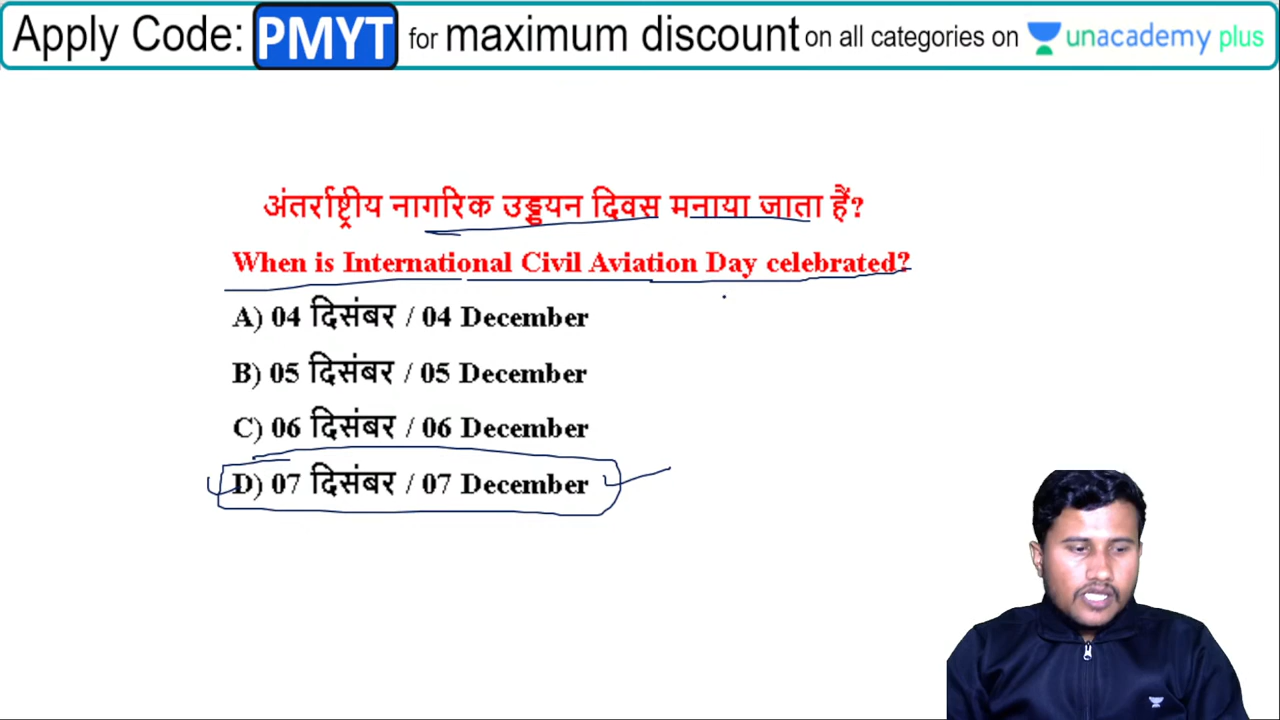 Apply Code: PMYT for maximum discount on all categories on unacademy plus
अंतर्राष्ट्रीय नागरिक उड्डयन दिवस मनाया जाता हैं?
When is International Civil Aviation Day celebrated?
A) 04 दिसंबर / 04 December
B) 05 दिसंबर / 05 December
C) 06 दिसंबर / 06 December
D) 07 दिसंबर / 07 December